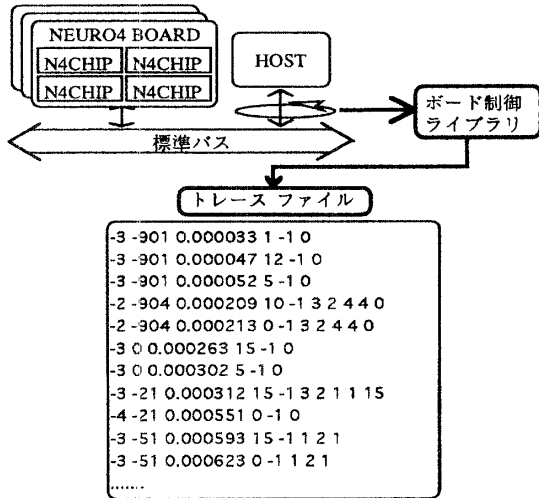 NEURO4 BOARD
N4CHIP N4CHIP
N4CHIP N4CHIP
HOST
ボード制御
ライブラリ
標準バス
トレース ファイル
-3 -901 0.000033 1 -1 0
-3 -901 0.000047 12 -1 0
-3 -901 0.000052 5 -1 0
-2 -904 0.000209 10 -1 3 2 4 4 0
-2 -904 0.000213 0 -1 3 2 4 4 0
-3 0 0.000263 15 -1 0
-3 0 0.000302 5 -1 0
-3 -21 0.000312 15 -1 3 2 1 1 15
-4 -21 0.000551 0 -1 0
-3 -51 0.000593 15 -1 1 2 1
-3 -51 0.000623 0 -1 1 2 1
.......